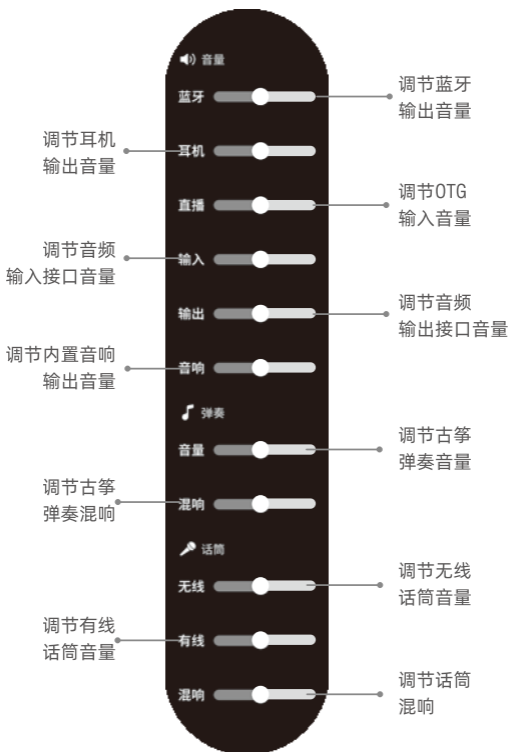 音量
蓝牙
调节蓝牙
输出音量
调节耳机
输出音量
耳机
直播
调节OTG
输入音量
调节音频
输入接口音量
输入
输出
调节音频
输出接口音量
调节内置音响
输出音量
音响
弹奏
音量
调节古筝
弹奏音量
调节古筝
弹奏混响
混响
话筒
无线
调节无线
话筒音量
调节有线
话筒音量
有线
混响
调节话筒
混响